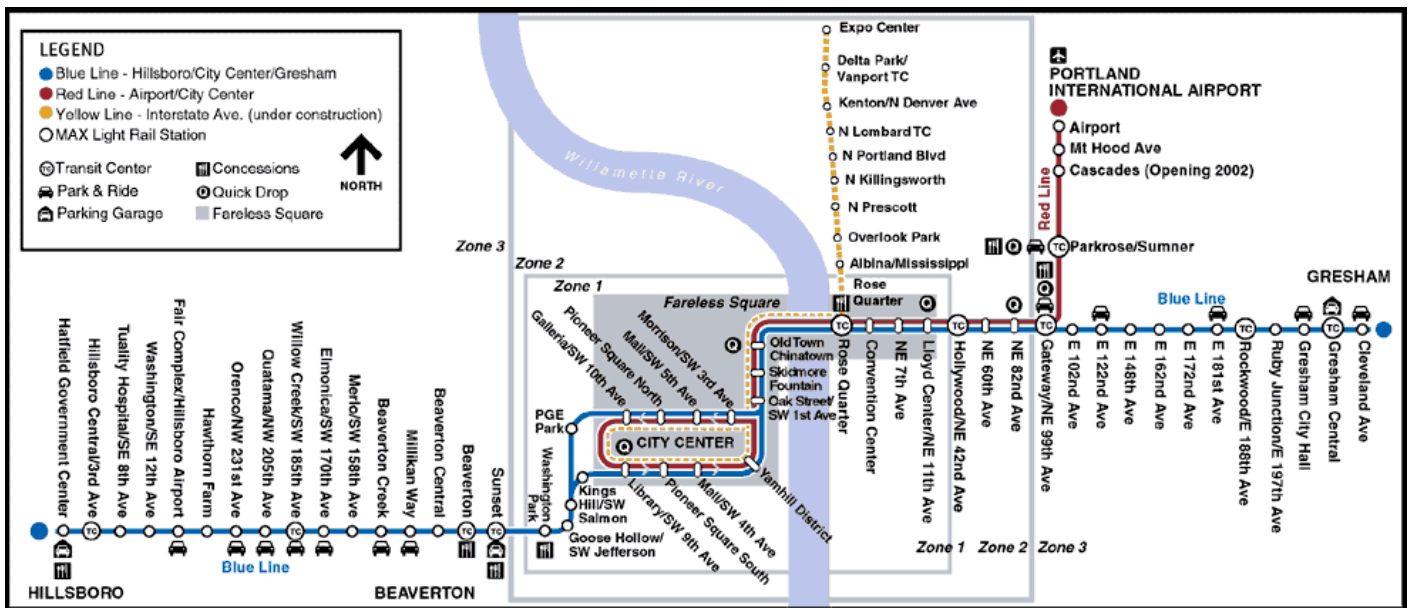 LEGEND
Blue Line - Hillsboro/City Center/Gresham
Red Line - Airport/City Center
Yellow Line - Interstate Ave. (under construction)
MAX Light Rail Station
TC Transit Center
Park & Ride
Parking Garage
Concessions
Q Quick Drop
Fareless Square
NORTH
Willamette River
Expo Center
Delta Park/
Vanport TC
Kenton/N Denver Ave
N Lombard TC
N Portland Blvd
N Killingsworth
N Prescott
Overlook Park
Albina/Mississippi
Rose
Quarter
PORTLAND
INTERNATIONAL AIRPORT
Airport
Mt Hood Ave
Cascades (Opening 2002)
Red Line
TC Parkrose/Sumner
Zone 3
Zone 2
Zone 1
Fareless Square
GRESHAM
Blue Line
Hatfield Government Center
Hillsboro Central/3rd Ave
Tuality Hospital/SE 8th Ave
Washington/SE 12th Ave
Fair Complex/Hillsboro Airport
Hawthorn Farm
Orenco/NW 231st Ave
Quatama/NW 205th Ave
Willow Creek/SW 185th Ave
Elmonica/SW 170th Ave
Merlo/SW 158th Ave
Beaverton Creek
Millikan Way
Beaverton Central
Beaverton
Sunset
Washington
Park
PGE
Park
Kings
Hill/SW
Salmon
Goose Hollow/
SW Jefferson
Galleria/SW 10th Ave
Pioneer Square North
Mall/SW 5th Ave
Morrison/SW 3rd Ave
CITY CENTER
Library/SW 9th Ave
Pioneer Square South
Mall/SW 4th Ave
Yamhill District
Old Town
Chinatown
Skidmore
Fountain
Oak Street/
SW 1st Ave
Rose Quarter
Convention Center
NE 7th Ave
Lloyd Center/NE 11th Ave
Hollywood/NE 42nd Ave
NE 60th Ave
NE 82nd Ave
Gateway/NE 99th Ave
E 102nd Ave
E 122nd Ave
E 148th Ave
E 162nd Ave
E 172nd Ave
E 181st Ave
Rockwood/E 188th Ave
Ruby Junction/E 197th Ave
Gresham City Hall
Gresham Central
Cleveland Ave
Zone 1
Zone 2
Zone 3
Blue Line
HILLSBORO
BEAVERTON